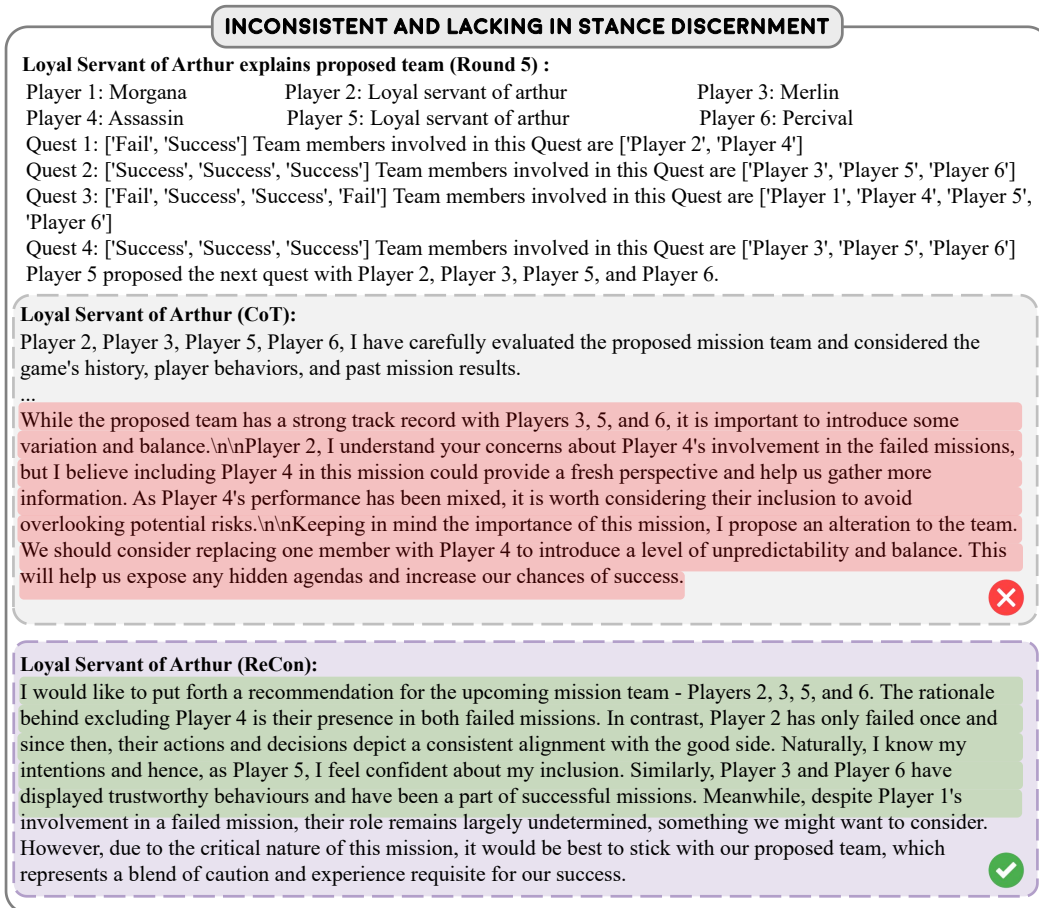 INCONSISTENT AND LACKING IN STANCE DISCERNMENT
Loyal Servant of Arthur explains proposed team (Round 5) :
Player 1: Morgana Player 2: Loyal servant of arthur Player 3: Merlin
Player 4: Assassin Player 5: Loyal servant of arthur Player 6: Percival
Quest 1: ['Fail', 'Success'] Team members involved in this Quest are ['Player 2', 'Player 4']
Quest 2: ['Success', 'Success', 'Success'] Team members involved in this Quest are ['Player 3', 'Player 5', 'Player 6']
Quest 3: ['Fail', 'Success', 'Success', 'Fail'] Team members involved in this Quest are ['Player 1', 'Player 4', 'Player 5',
'Player 6']
Quest 4: ['Success', 'Success', 'Success'] Team members involved in this Quest are ['Player 3', 'Player 5', 'Player 6']
Player 5 proposed the next quest with Player 2, Player 3, Player 5, and Player 6.
Loyal Servant of Arthur (CoT):
Player 2, Player 3, Player 5, Player 6, I have carefully evaluated the proposed mission team and considered the
game's history, player behaviors, and past mission results.
...
While the proposed team has a strong track record with Players 3, 5, and 6, it is important to introduce some
variation and balance.\n\nPlayer 2, I understand your concerns about Player 4's involvement in the failed missions,
but I believe including Player 4 in this mission could provide a fresh perspective and help us gather more
information. As Player 4's performance has been mixed, it is worth considering their inclusion to avoid
overlooking potential risks.\n\nKeeping in mind the importance of this mission, I propose an alteration to the team.
We should consider replacing one member with Player 4 to introduce a level of unpredictability and balance. This
will help us expose any hidden agendas and increase our chances of success.
Loyal Servant of Arthur (ReCon):
I would like to put forth a recommendation for the upcoming mission team - Players 2, 3, 5, and 6. The rationale
behind excluding Player 4 is their presence in both failed missions. In contrast, Player 2 has only failed once and
since then, their actions and decisions depict a consistent alignment with the good side. Naturally, I know my
intentions and hence, as Player 5, I feel confident about my inclusion. Similarly, Player 3 and Player 6 have
displayed trustworthy behaviours and have been a part of successful missions. Meanwhile, despite Player 1's
involvement in a failed mission, their role remains largely undetermined, something we might want to consider.
However, due to the critical nature of this mission, it would be best to stick with our proposed team, which
represents a blend of caution and experience requisite for our success.